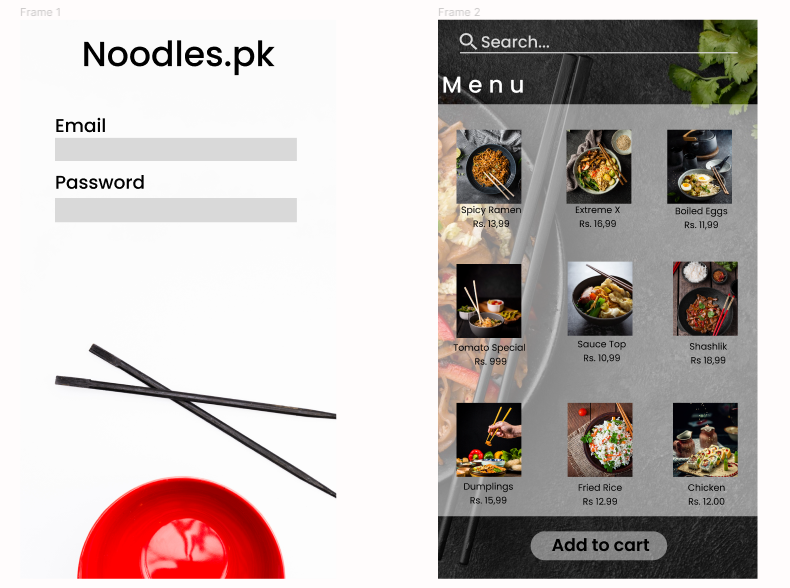 Frame 1
Noodles.pk
Email
Password
Frame 2
Search...
Menu
Spicy Ramen
Rs. 13,99
Extreme X
Rs. 16,99
Boiled Eggs
Rs. 11,99
Tomato Special
Rs. 999
Sauce Top
Rs. 10,99
Shashlik
Rs 18,99
Dumplings
Rs. 15,99
Fried Rice
Rs 12.99
Chicken
Rs. 12.00
Add to cart